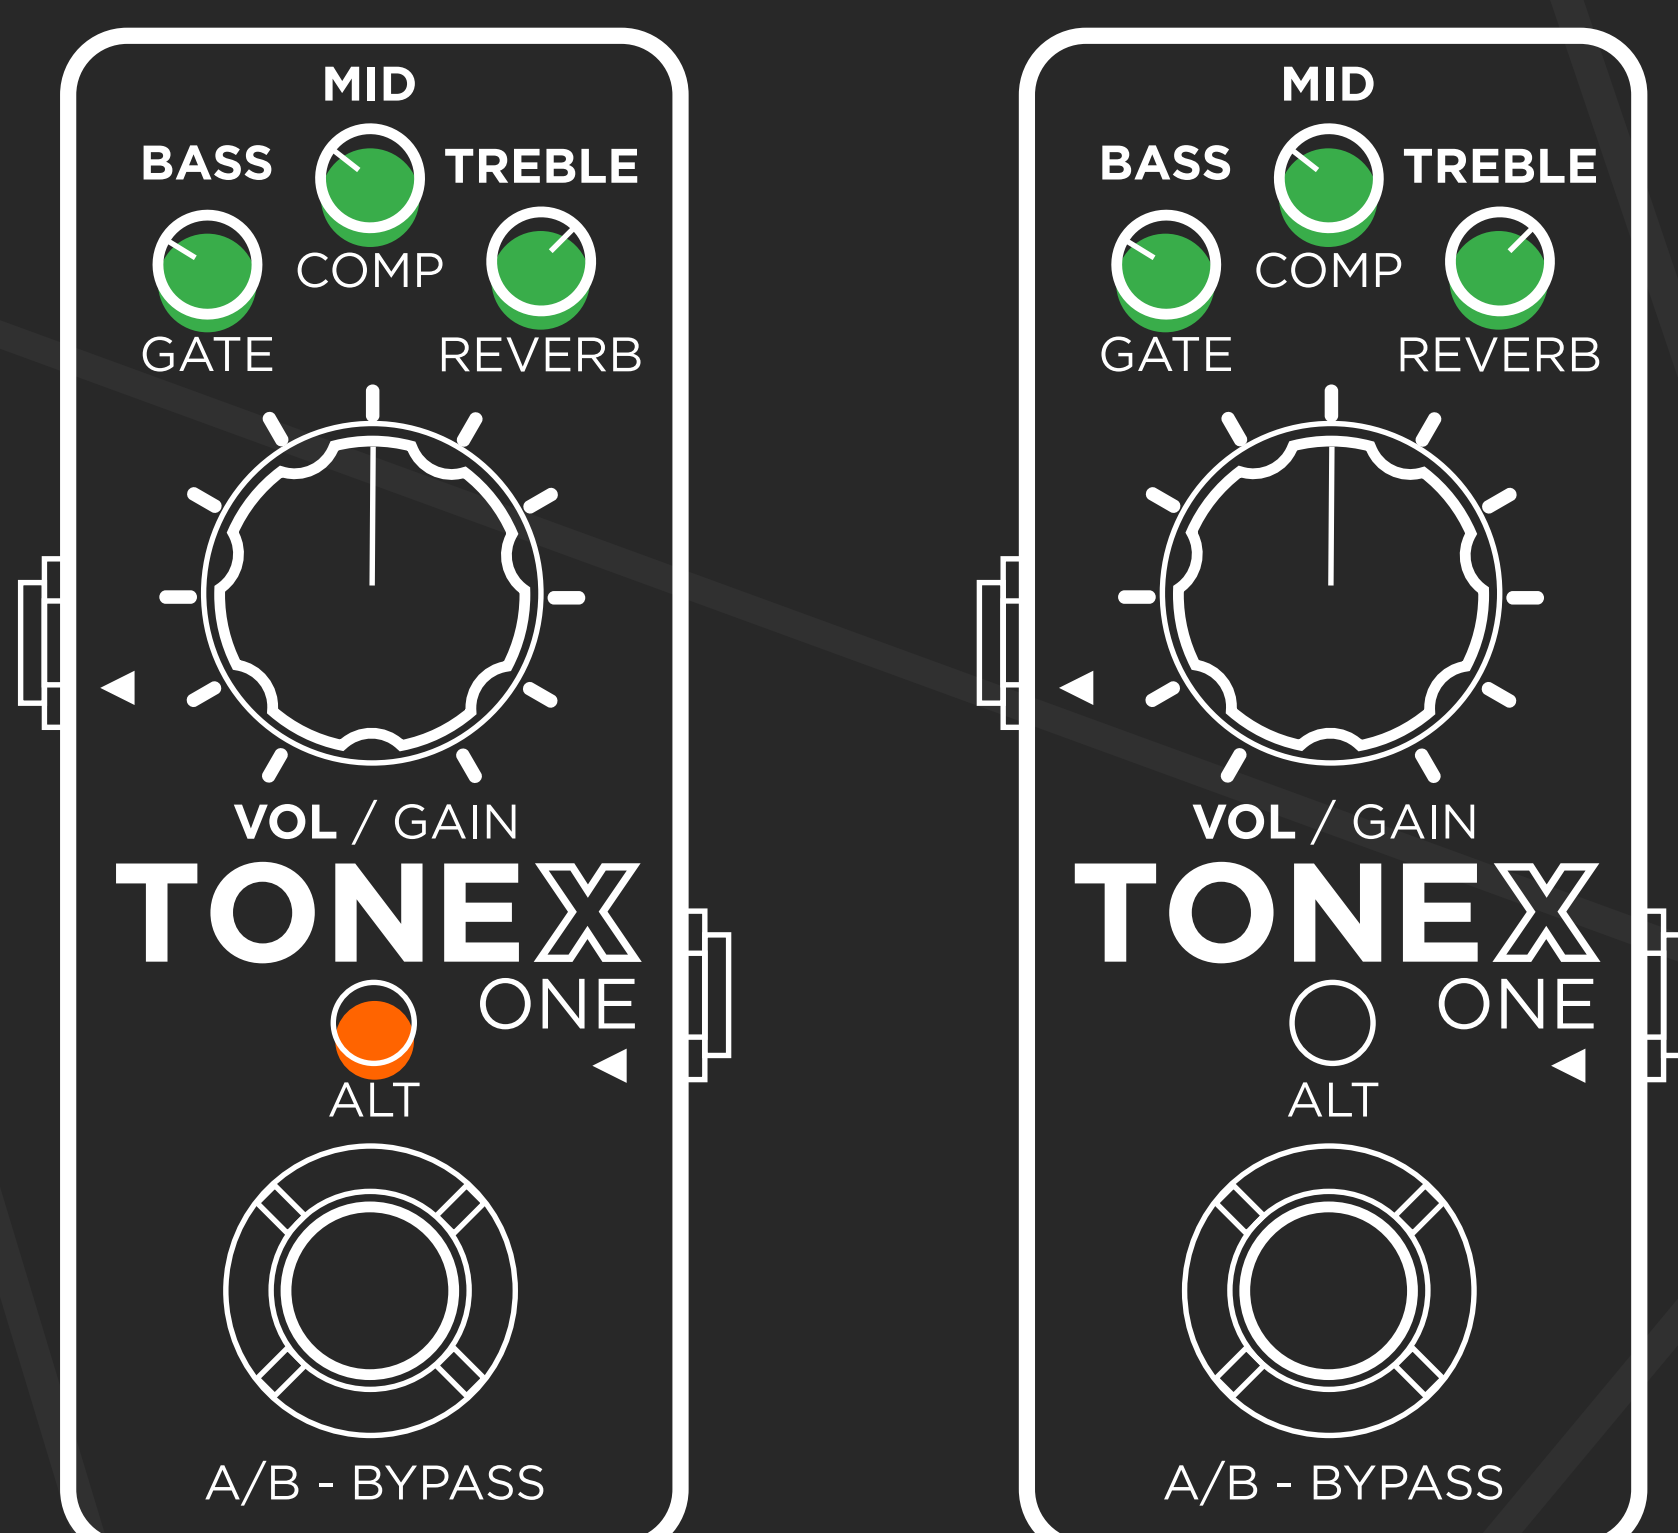 MID
BASS
TREBLE
COMP
GATE
REVERB
VOL / GAIN
TONEX
ONE
ALT
A/B - BYPASS
MID
BASS
TREBLE
COMP
GATE
REVERB
VOL / GAIN
TONEX
ONE
ALT
A/B - BYPASS